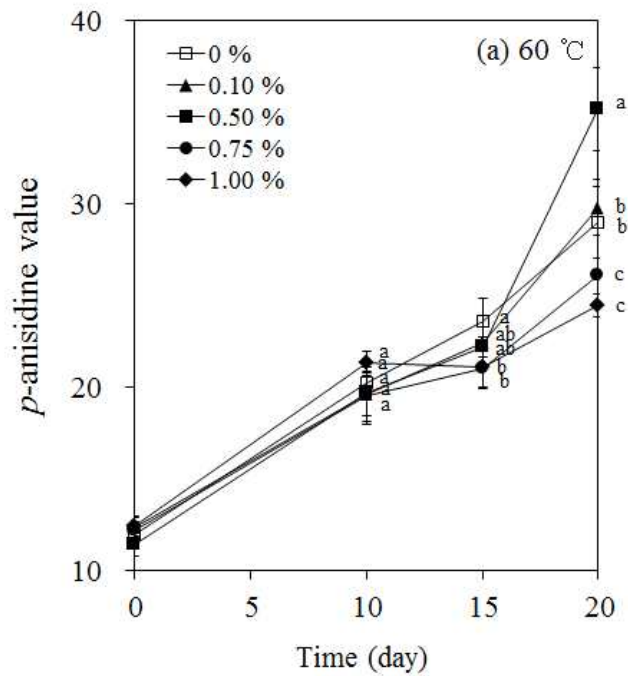 40
(a) 60 ℃
0 %
0.10 %
0.50 %
0.75 %
1.00 %
a
30
b
b
c
c
p-anisidine value
a
ab
ab
b
b
a
a
a
a
a
20
10
0
5
10
15
20
Time (day)